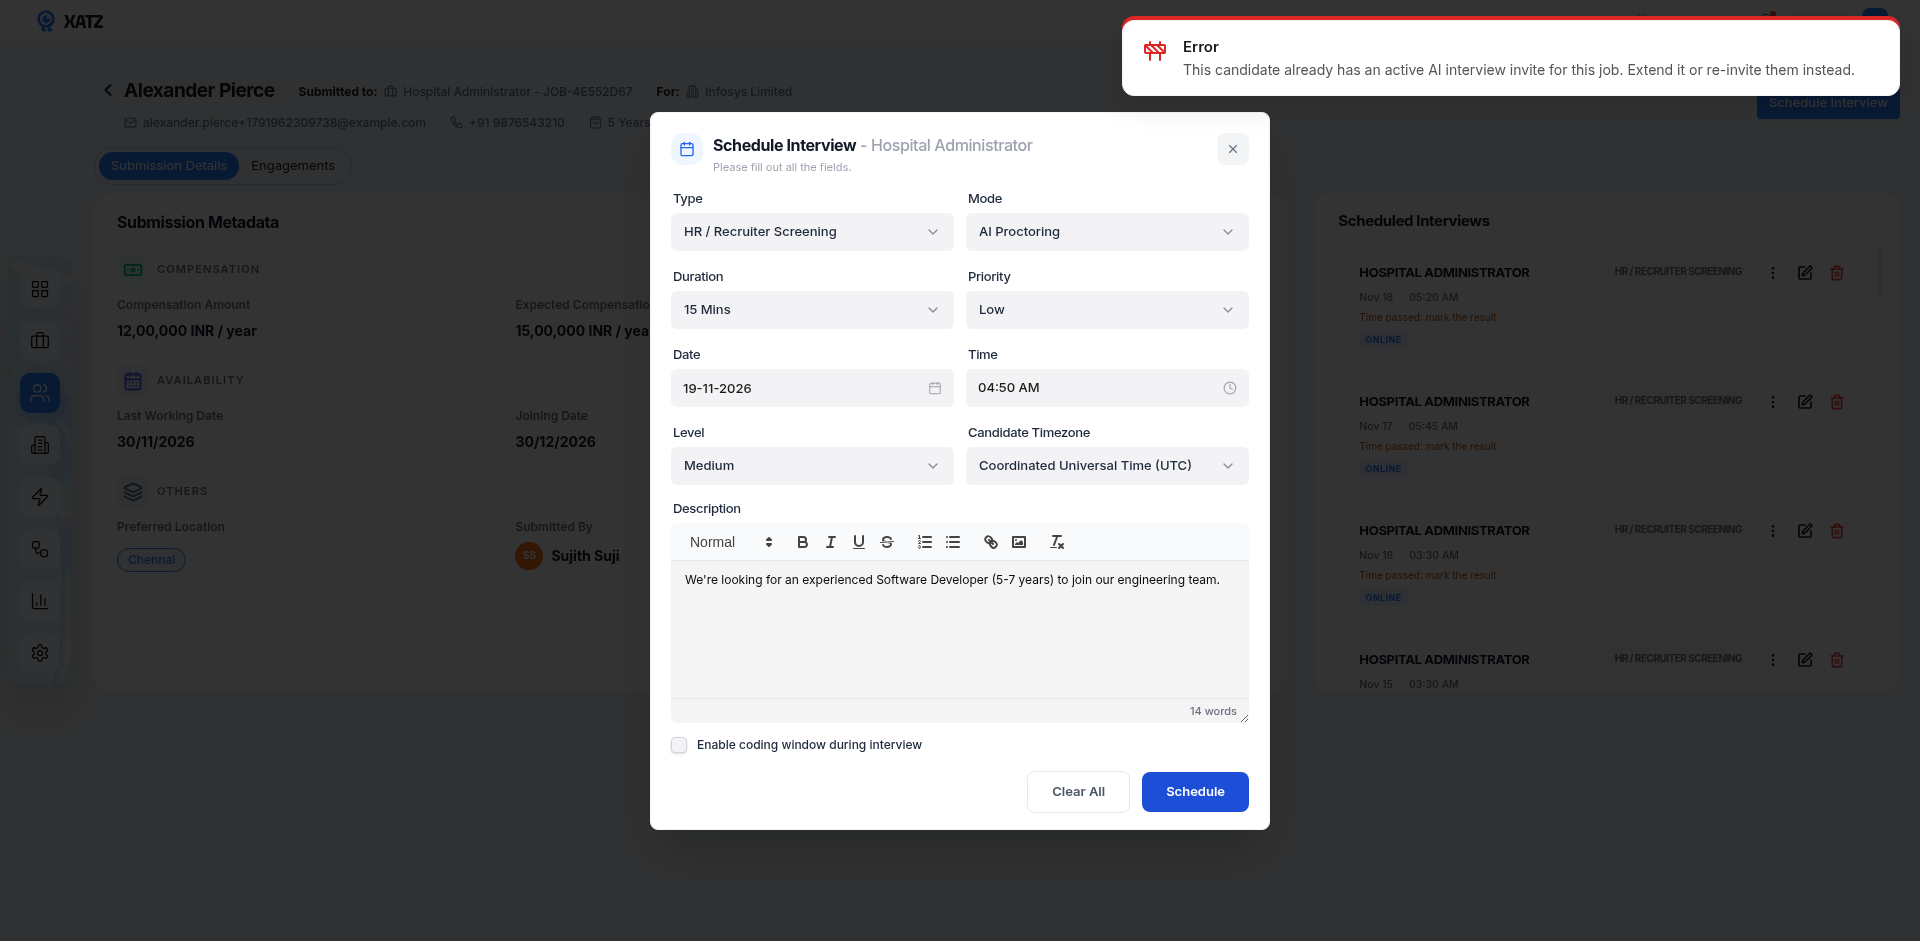 XATZ
Error
This candidate already has an active AI interview invite for this job. Extend it or re-invite them instead.
Alexander Pierce Submitted to: Hospital Administrator - JOB-4E552D67 For: Infosys Limited
Schedule Interview
alexander.pierce+1791962309738@example.com +91 9876543210 5 Years
Submission Details Engagements
Schedule Interview - Hospital Administrator
Please fill out all the fields.
Type Mode
HR / Recruiter Screening AI Proctoring
Duration Priority
15 Mins Low
Date Time
19-11-2026 04:50 AM
Level Candidate Timezone
Medium Coordinated Universal Time (UTC)
Description
Normal
We're looking for an experienced Software Developer (5-7 years) to join our engineering team.
14 words
Enable coding window during interview
Clear All Schedule
Submission Metadata
COMPENSATION
Compensation Amount Expected Compensatio
12,00,000 INR / year 15,00,000 INR / yea
AVAILABILITY
Last Working Date Joining Date
30/11/2026 30/12/2026
OTHERS
Preferred Location Submitted By
Chennai SS Sujith Suji
Scheduled Interviews
HOSPITAL ADMINISTRATOR HR / RECRUITER SCREENING
Nov 18 05:20 AM
Time passed: mark the result
ONLINE
HOSPITAL ADMINISTRATOR HR / RECRUITER SCREENING
Nov 17 05:45 AM
Time passed: mark the result
ONLINE
HOSPITAL ADMINISTRATOR HR / RECRUITER SCREENING
Nov 16 03:30 AM
Time passed: mark the result
ONLINE
HOSPITAL ADMINISTRATOR HR / RECRUITER SCREENING
Nov 15 03:30 AM